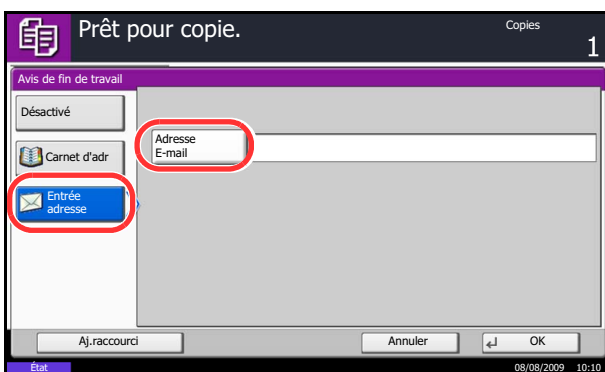 Prêt pour copie.
Copies
1
Avis de fin de travail
Désactivé
Carnet d'adr
Entrée
adresse
Adresse
E-mail
Aj.raccourci
Annuler
OK
État
08/08/2009 10:10